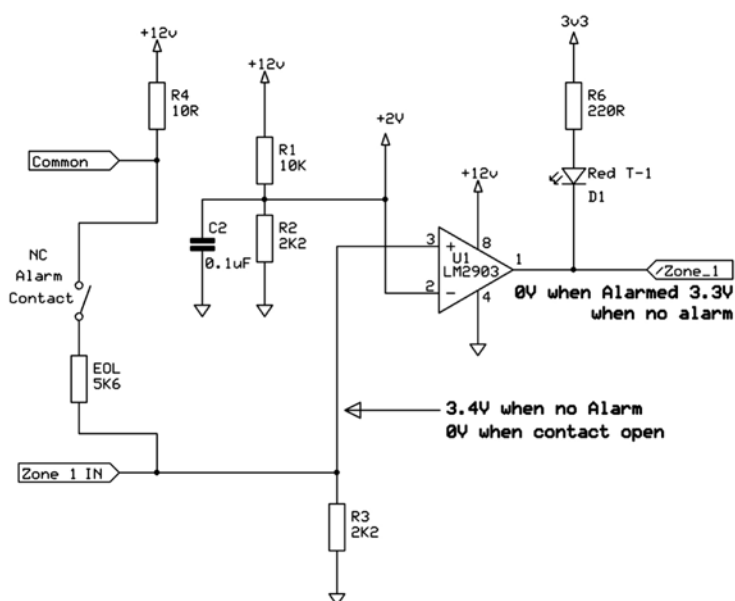 +12v
R4
10R
Common
NC
Alarm
Contact
EOL
5K6
Zone 1 IN
+12v
R1
10K
C2
0.1uF
R2
2K2
+2V
+12v
3
+
8
U1
LM2903
1
2
-
4
3v3
R6
220R
Red T-1
D1
/Zone_1
0V when Alarmed 3.3V
when no alarm
3.4V when no Alarm
0V when contact open
R3
2K2